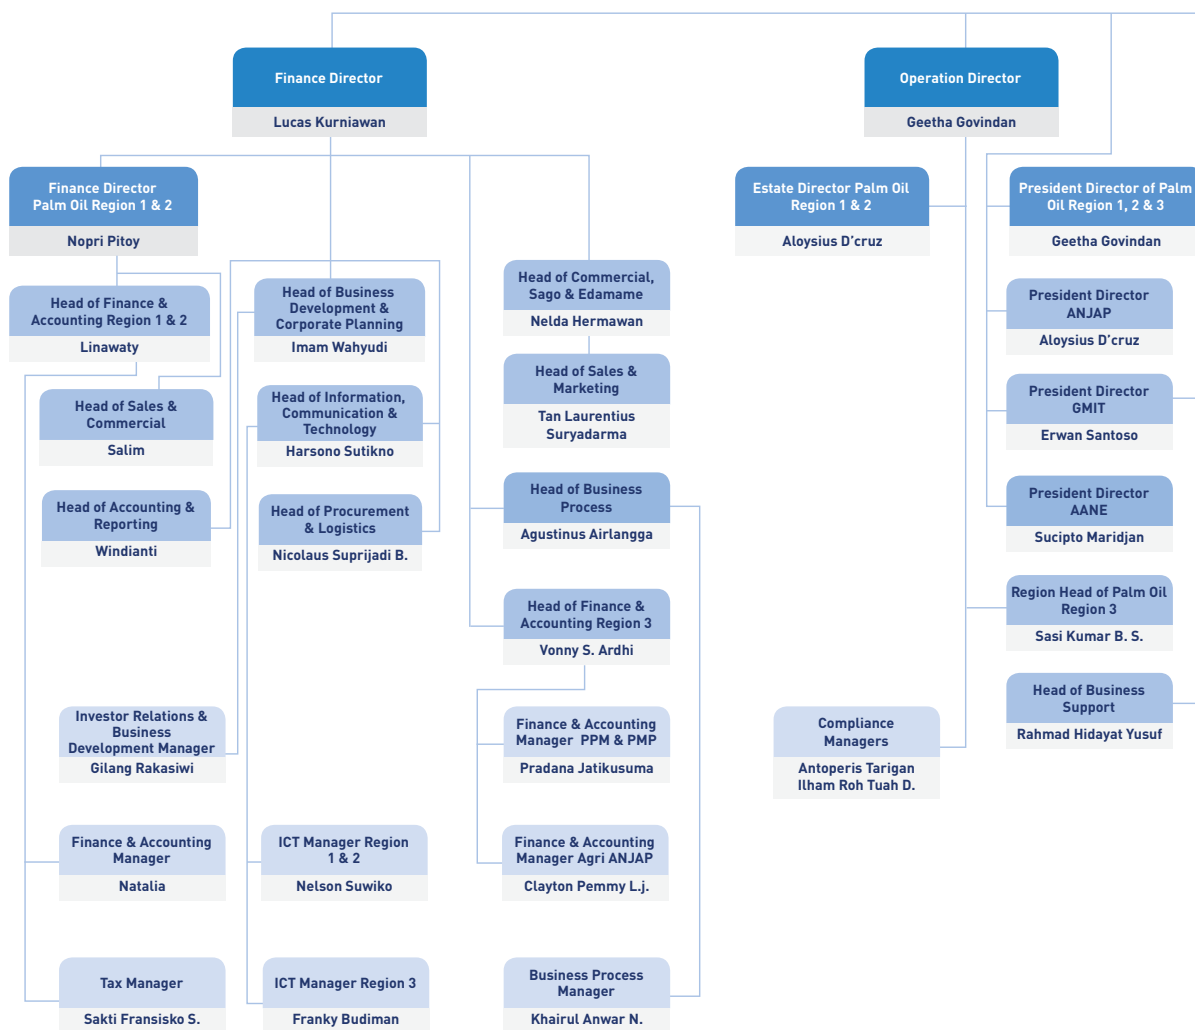 Finance Director
Lucas Kurniawan
Operation Director
Geetha Govindan
Finance Director
Palm Oil Region 1 & 2
Nopri Pitoy
Estate Director Palm Oil
Region 1 & 2
Aloysius D'cruz
President Director of Palm
Oil Region 1, 2 & 3
Geetha Govindan
Head of Finance &
Accounting Region 1 & 2
Linawaty
Head of Business
Development &
Corporate Planning
Imam Wahyudi
Head of Commercial,
Sago & Edamame
Nelda Hermawan
President Director
ANJAP
Aloysius D'cruz
Head of Sales &
Commercial
Salim
Head of Information,
Communication &
Technology
Harsono Sutikno
Head of Sales &
Marketing
Tan Laurentius
Suryadarma
President Director
GMIT
Erwan Santoso
Head of Accounting &
Reporting
Windianti
Head of Procurement
& Logistics
Nicolaus Suprijadi B.
Head of Business
Process
Agustinus Airlangga
President Director
AANE
Sucipto Maridjan
Head of Finance &
Accounting Region 3
Vonny S. Ardhi
Region Head of Palm Oil
Region 3
Sasi Kumar B. S.
Investor Relations &
Business
Development Manager
Gilang Rakasiwi
Finance & Accounting
Manager PPM & PMP
Pradana Jatikusuma
Compliance
Managers
Antoperis Tarigan
Ilham Roh Tuah D.
Head of Business
Support
Rahmad Hidayat Yusuf
Finance & Accounting
Manager
Natalia
ICT Manager Region
1 & 2
Nelson Suwiko
Finance & Accounting
Manager Agri ANJAP
Clayton Pemmy L.j.
Tax Manager
Sakti Fransisko S.
ICT Manager Region 3
Franky Budiman
Business Process
Manager
Khairul Anwar N.